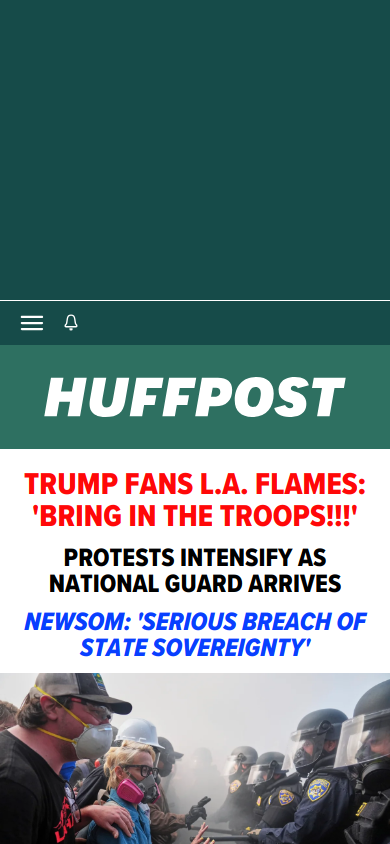 HUFFPOST
TRUMP FANS L.A. FLAMES:
'BRING IN THE TROOPS!!!'
PROTESTS INTENSIFY AS
NATIONAL GUARD ARRIVES
NEWSOM: 'SERIOUS BREACH OF
STATE SOVEREIGNTY'